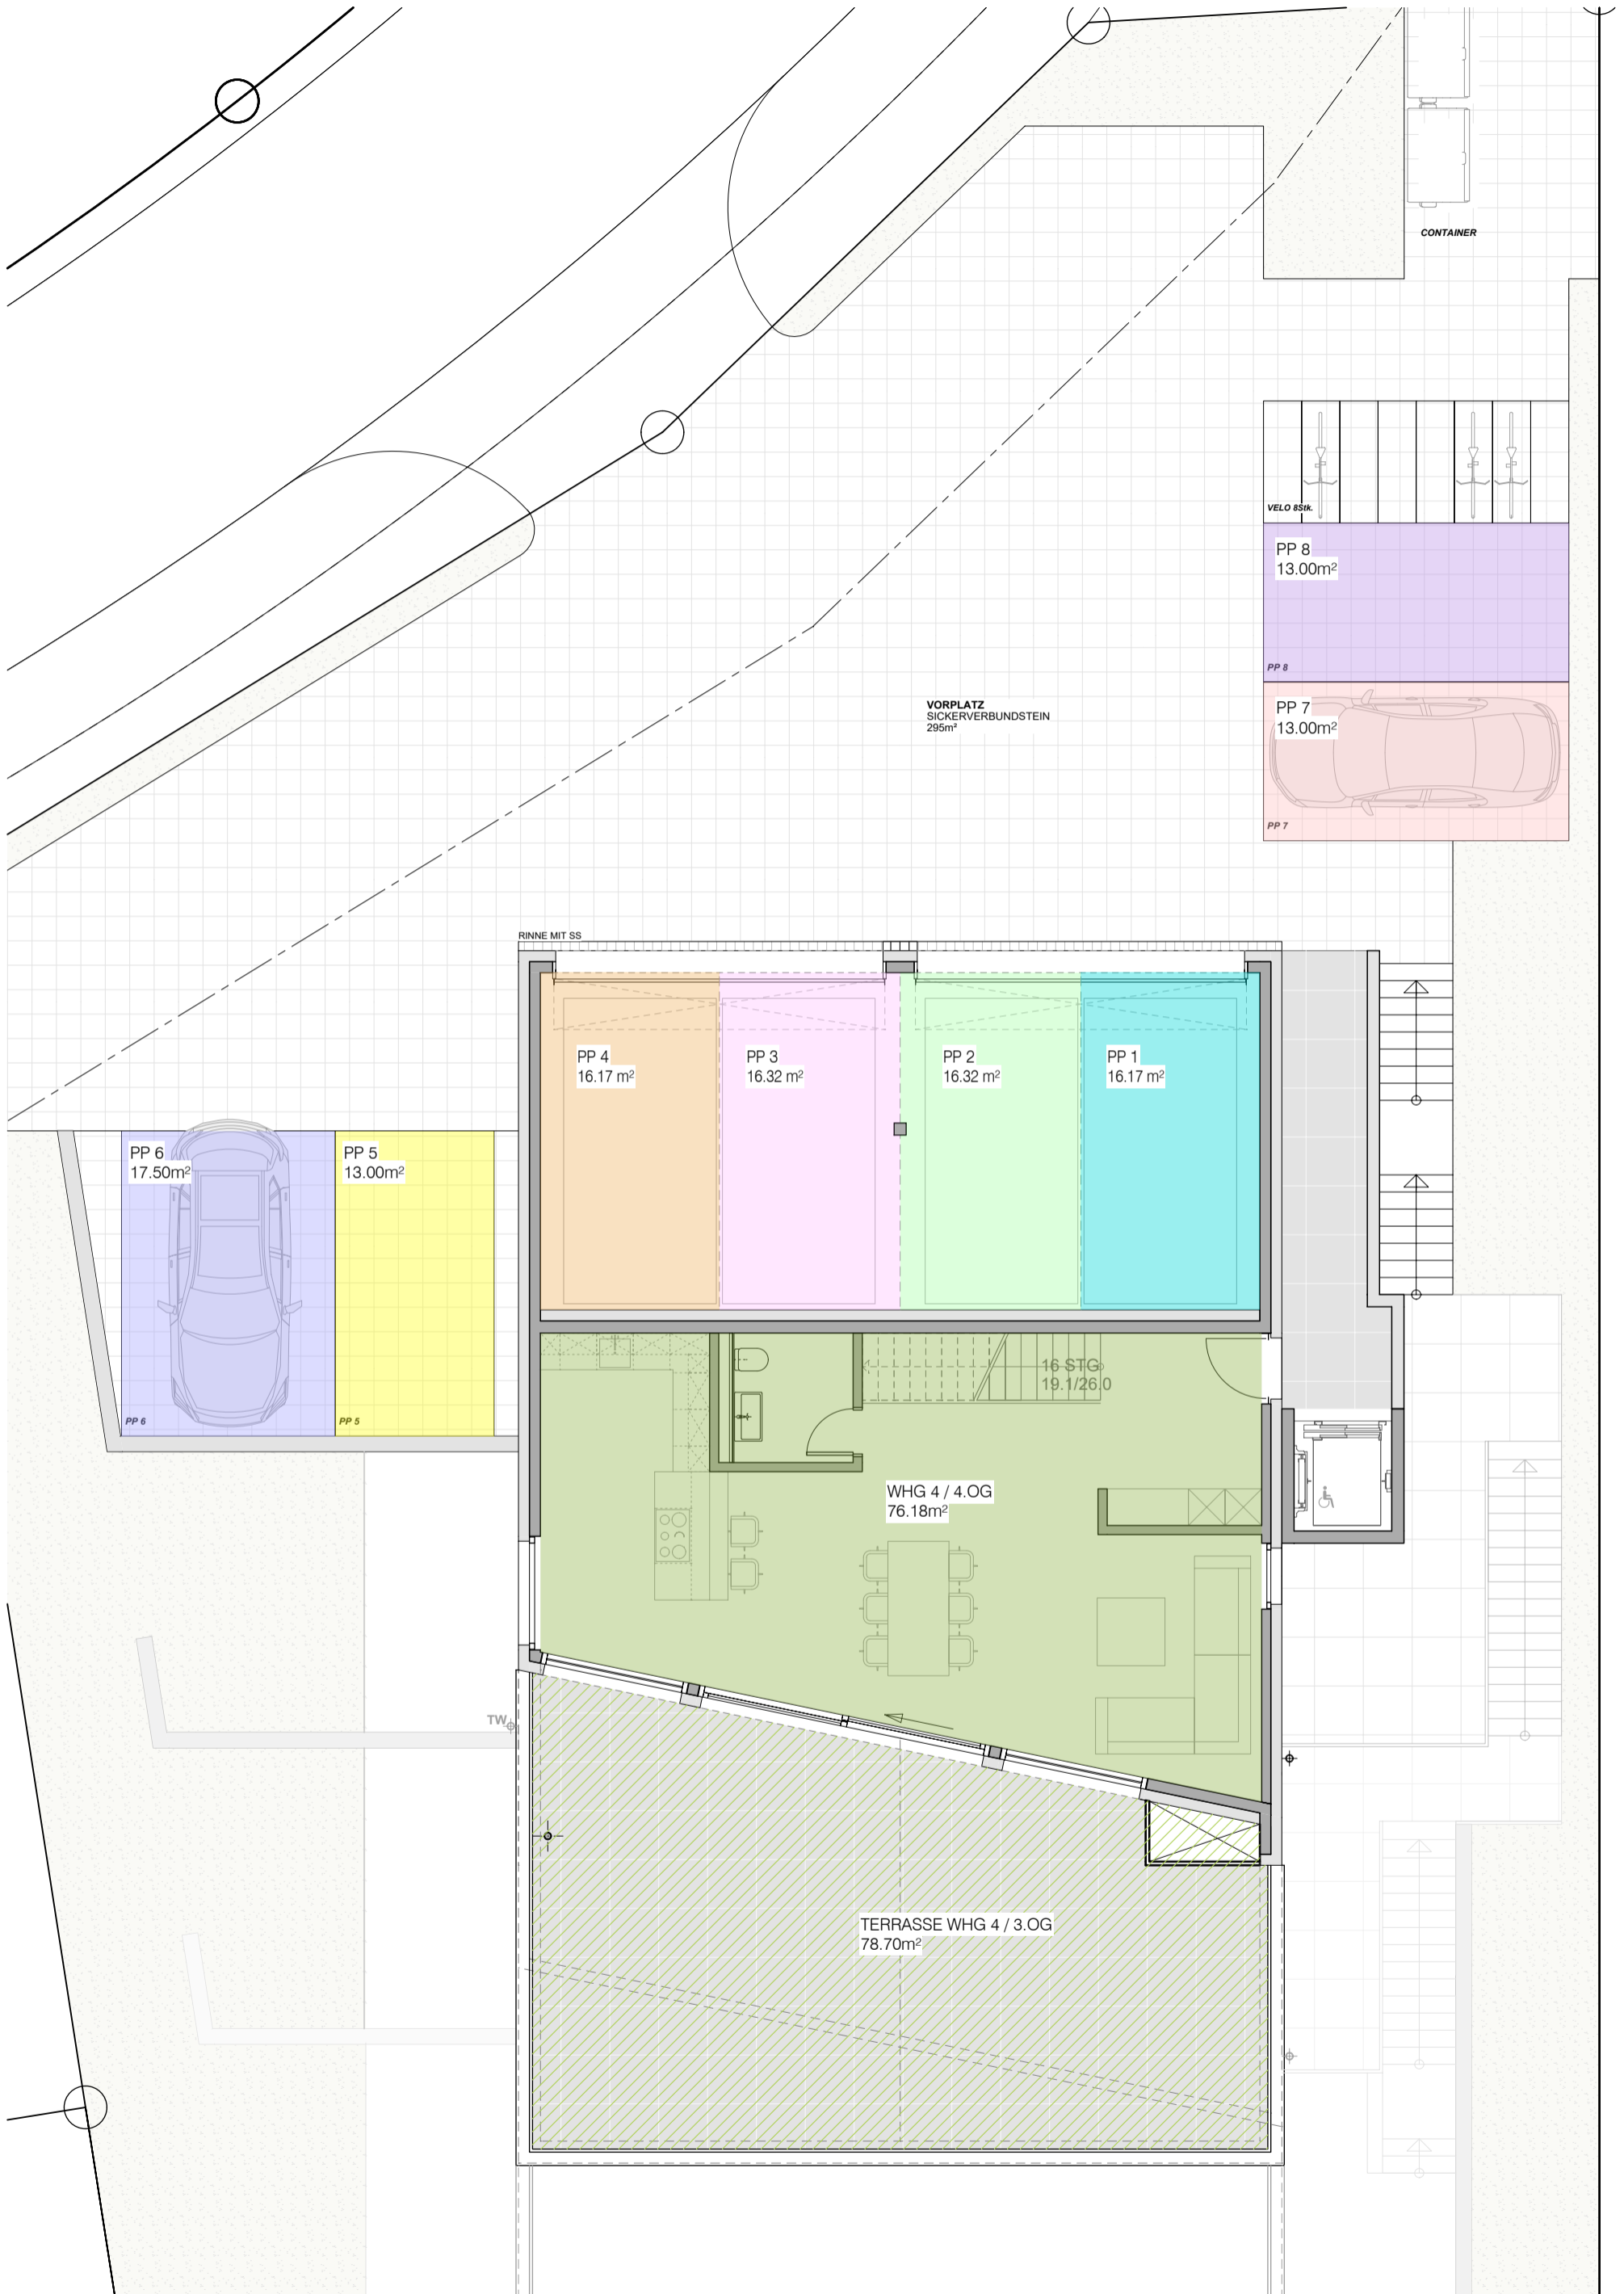 CONTAINER
VELO 8Stk.
PP 8
13.00m²
PP 8
VORPLATZ
SICKERVERBUNDSTEIN
295m²
PP 7
13.00m²
PP 7
RINNE MIT SS
PP 4
16.17 m²
PP 3
16.32 m²
PP 2
16.32 m²
PP 1
16.17 m²
PP 6
17.50m²
PP 5
13.00m²
PP 6
PP 5
16 STG
19.1/26.0
WHG 4 / 4.OG
76.18m²
TW
TERRASSE WHG 4 / 3.OG
78.70m²